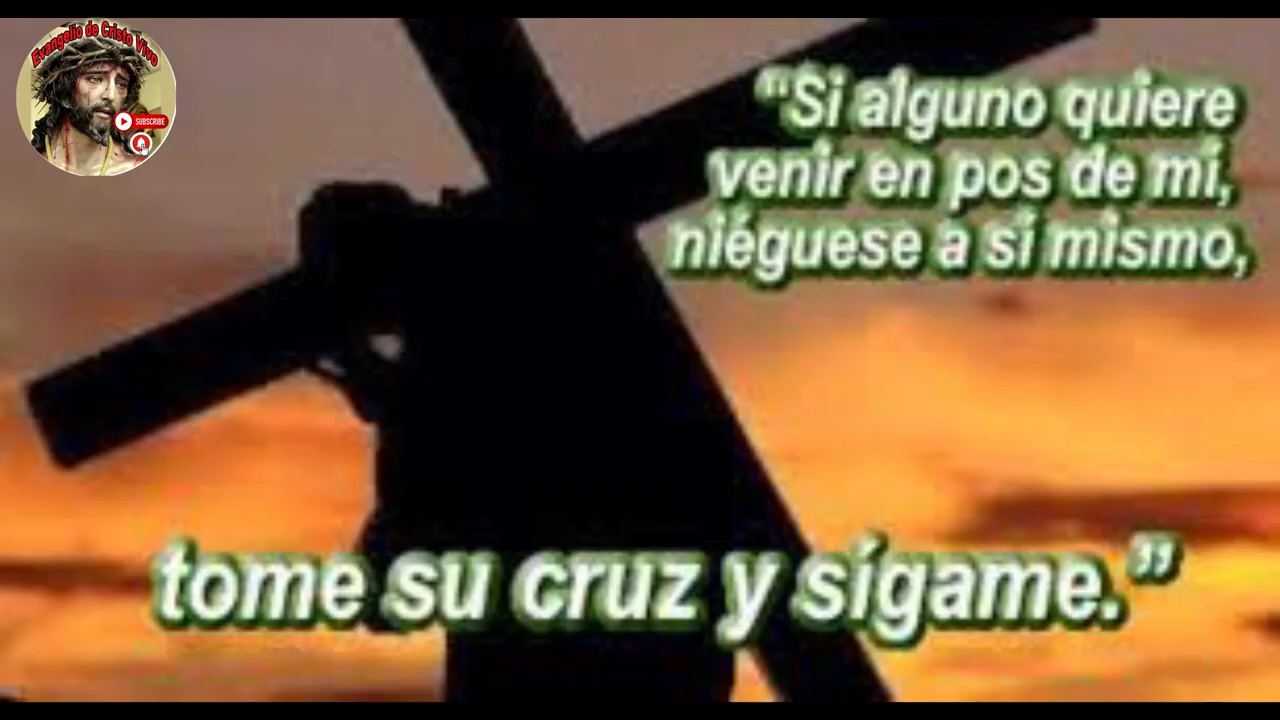 Evangelio de Cristo Vivo
SUBSCRIBE
“Si alguno quiere
venir en pos de mí,
niéguese a si mismo,
tome su cruz y sígame.”